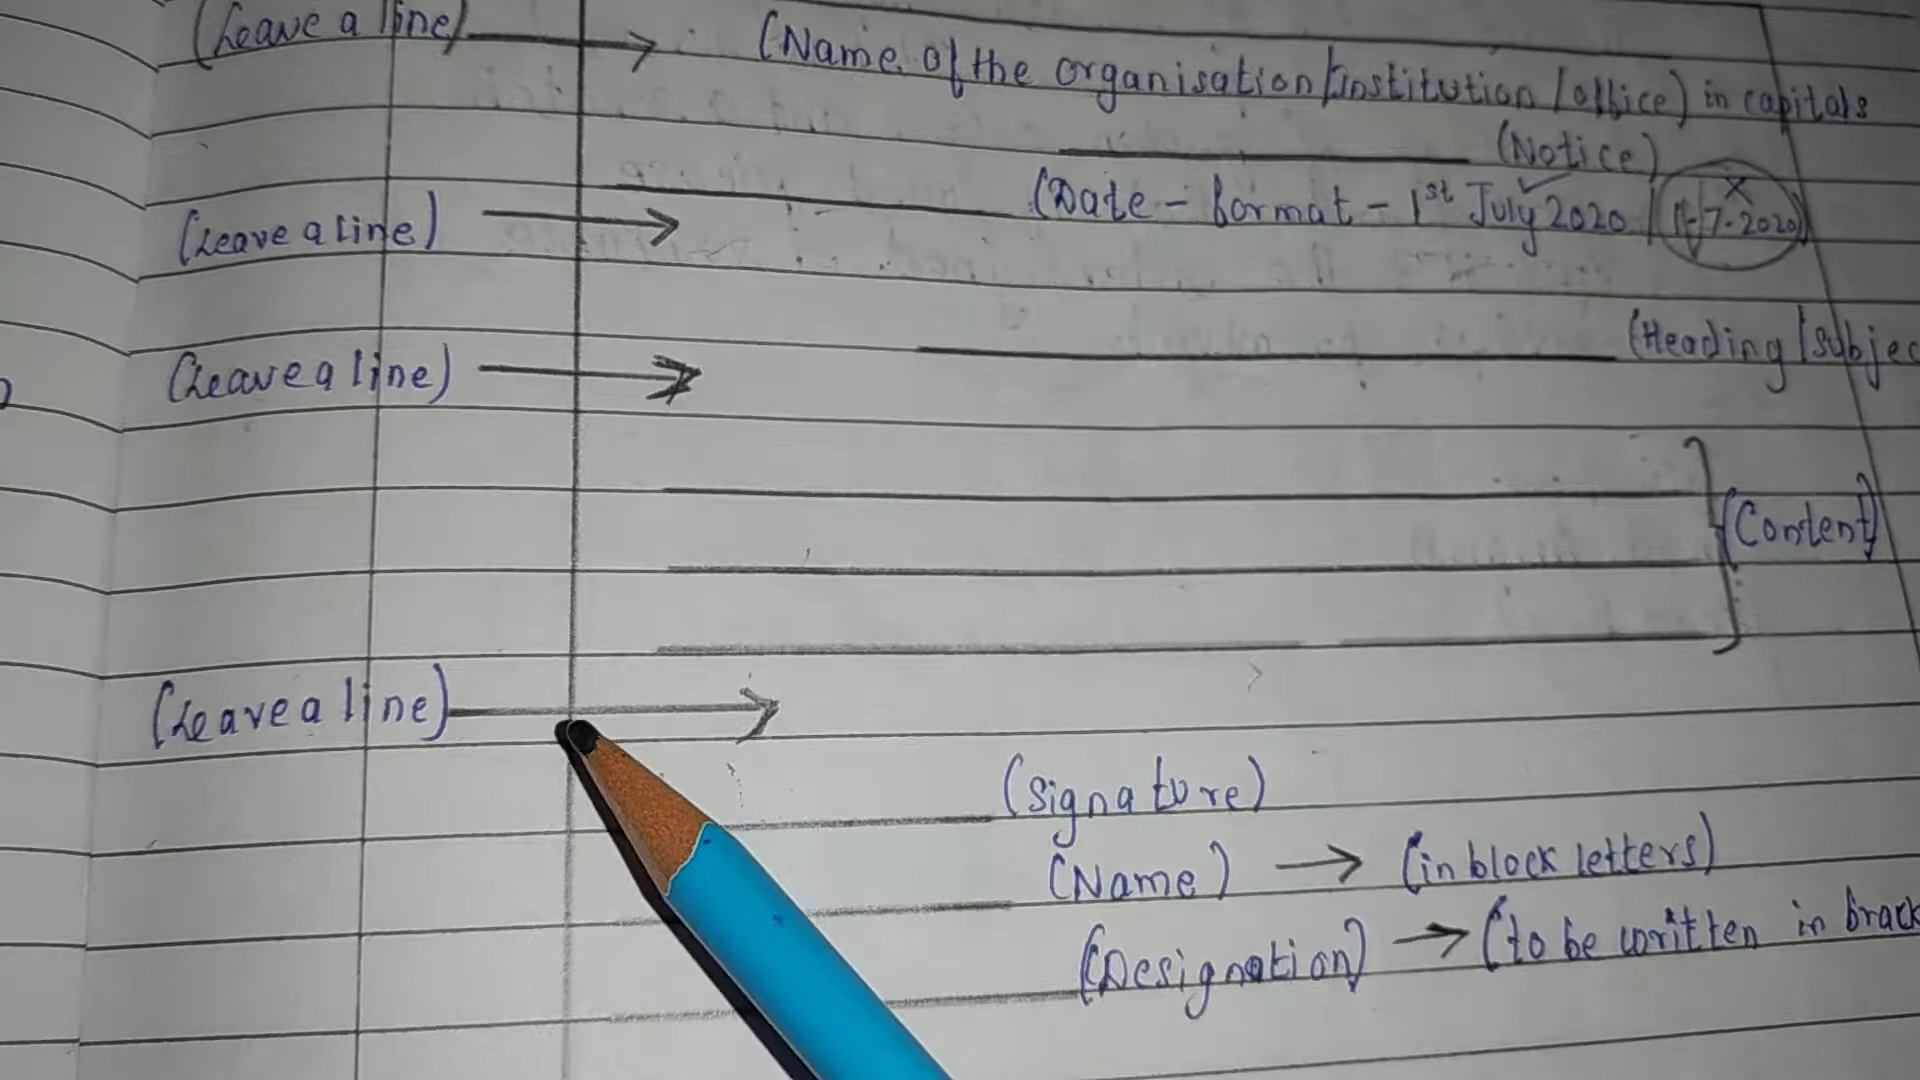 (Leave a line) → (Name of the organisation/institution/office) in capitals
(Notice)
(Leave a line) → (Date - format - 1st July 2020 / 1-7-2020)
(Heading/subjec
(Leave a line) →
(Content)
(Leave a line) →
(signature)
(Name) → (in block letters)
(Designation) → (to be written in brack